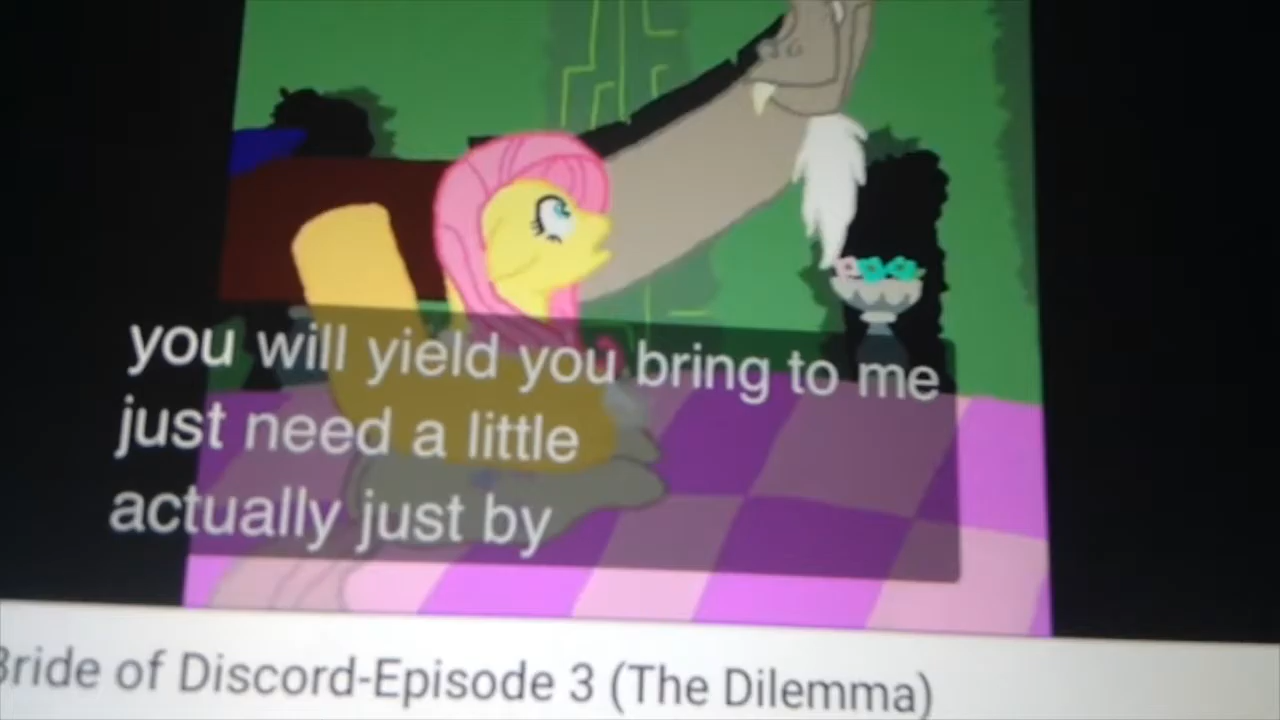 you will yield you bring to me
just need a little
actually just by
Bride of Discord-Episode 3 (The Dilemma)